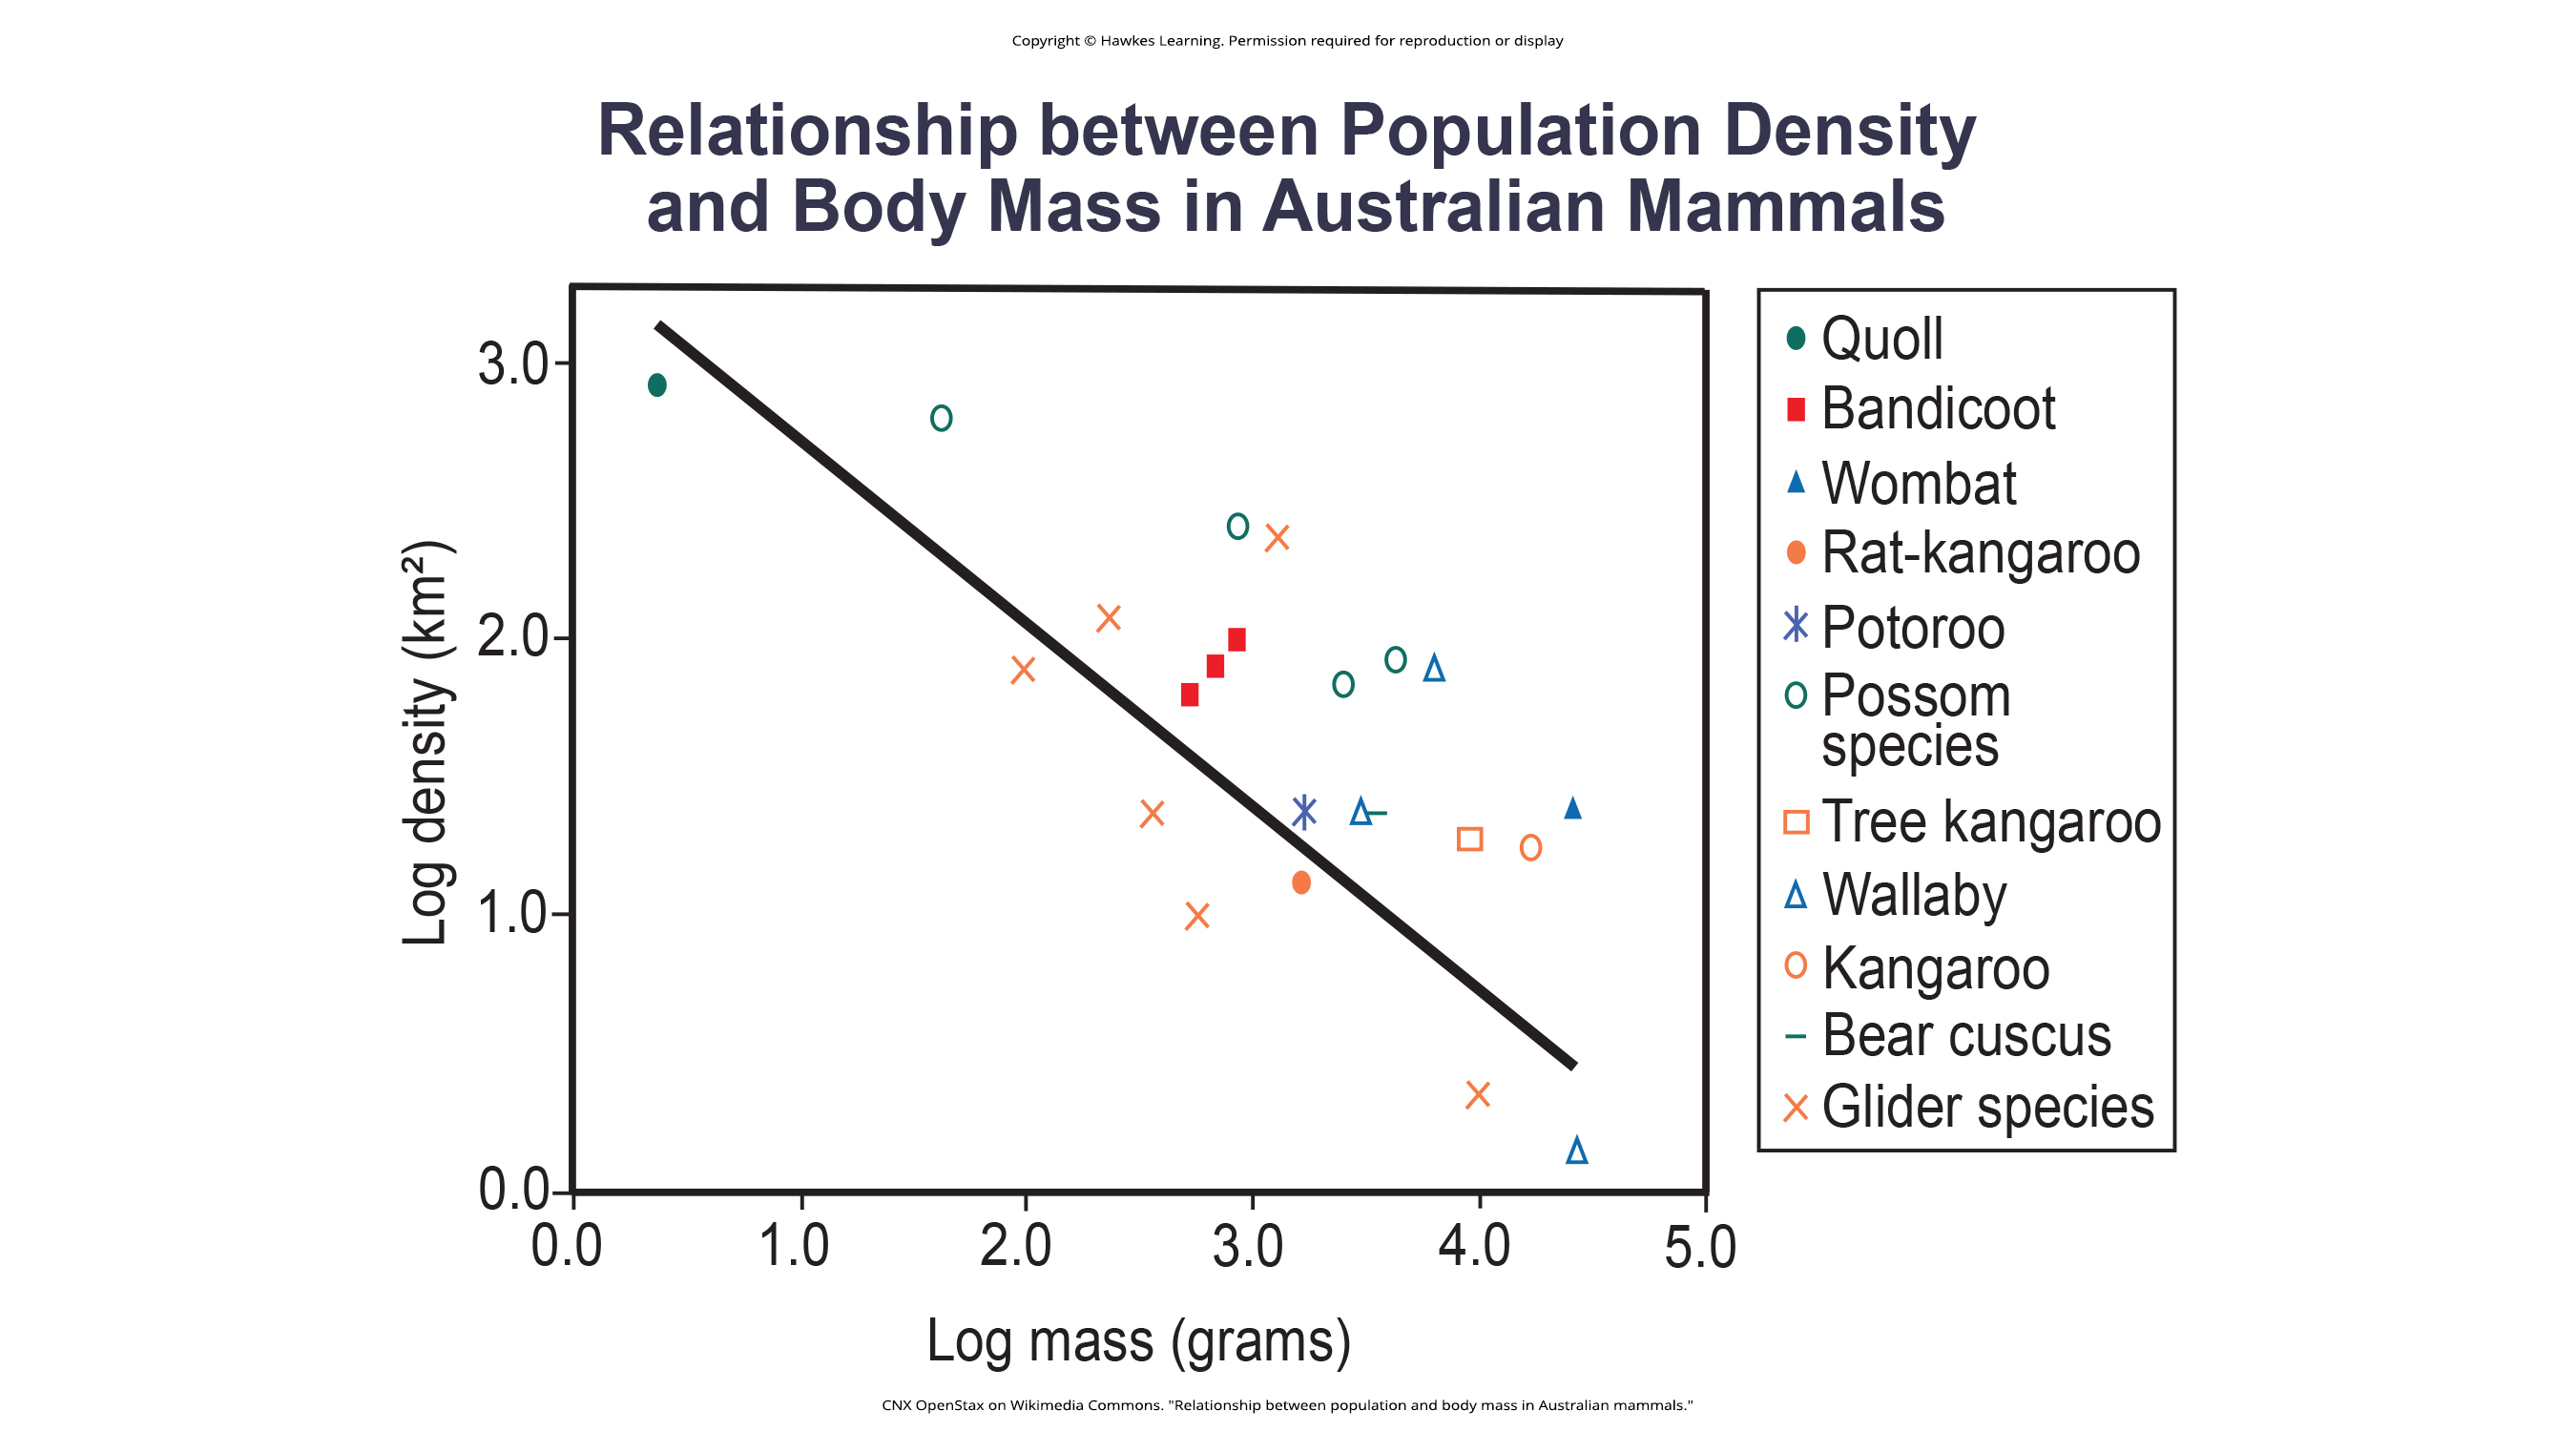 Copyright © Hawkes Learning. Permission required for reproduction or display
Relationship between Population Density
and Body Mass in Australian Mammals
Log density (km²)
3.0
2.0
1.0
0.0
0.0 1.0 2.0 3.0 4.0 5.0
Log mass (grams)
Quoll
Bandicoot
Wombat
Rat-kangaroo
Potoroo
Possom
species
Tree kangaroo
Wallaby
Kangaroo
Bear cuscus
Glider species
CNX OpenStax on Wikimedia Commons. "Relationship between population and body mass in Australian mammals."